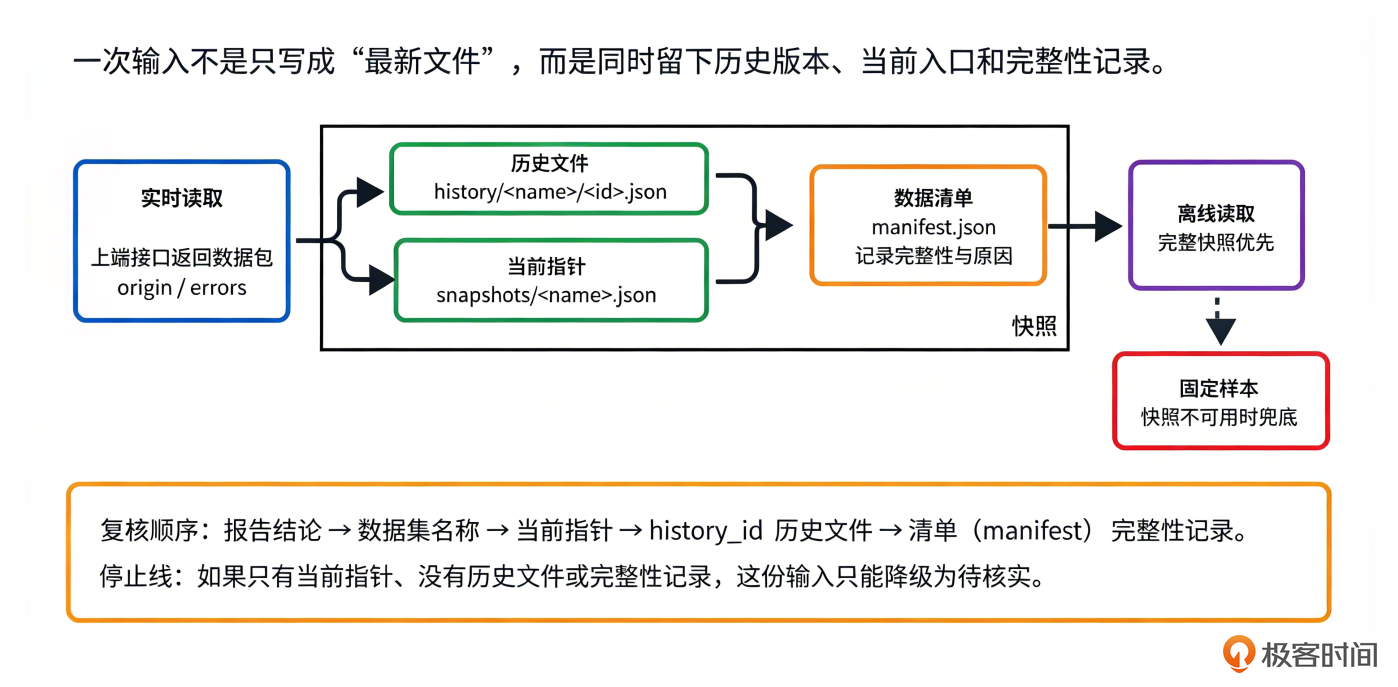 一次输入不是只写成“最新文件”，而是同时留下历史版本、当前入口和完整性记录。
实时读取
上端接口返回数据包
origin / errors
历史文件
history/<name>/<id>.json
当前指针
snapshots/<name>.json
数据清单
manifest.json
记录完整性与原因
快照
离线读取
完整快照优先
固定样本
快照不可用时兜底
复核顺序：报告结论 → 数据集名称 → 当前指针 → history_id 历史文件 → 清单（manifest） 完整性记录。
停止线：如果只有当前指针、没有历史文件或完整性记录，这份输入只能降级为待核实。
极客时间